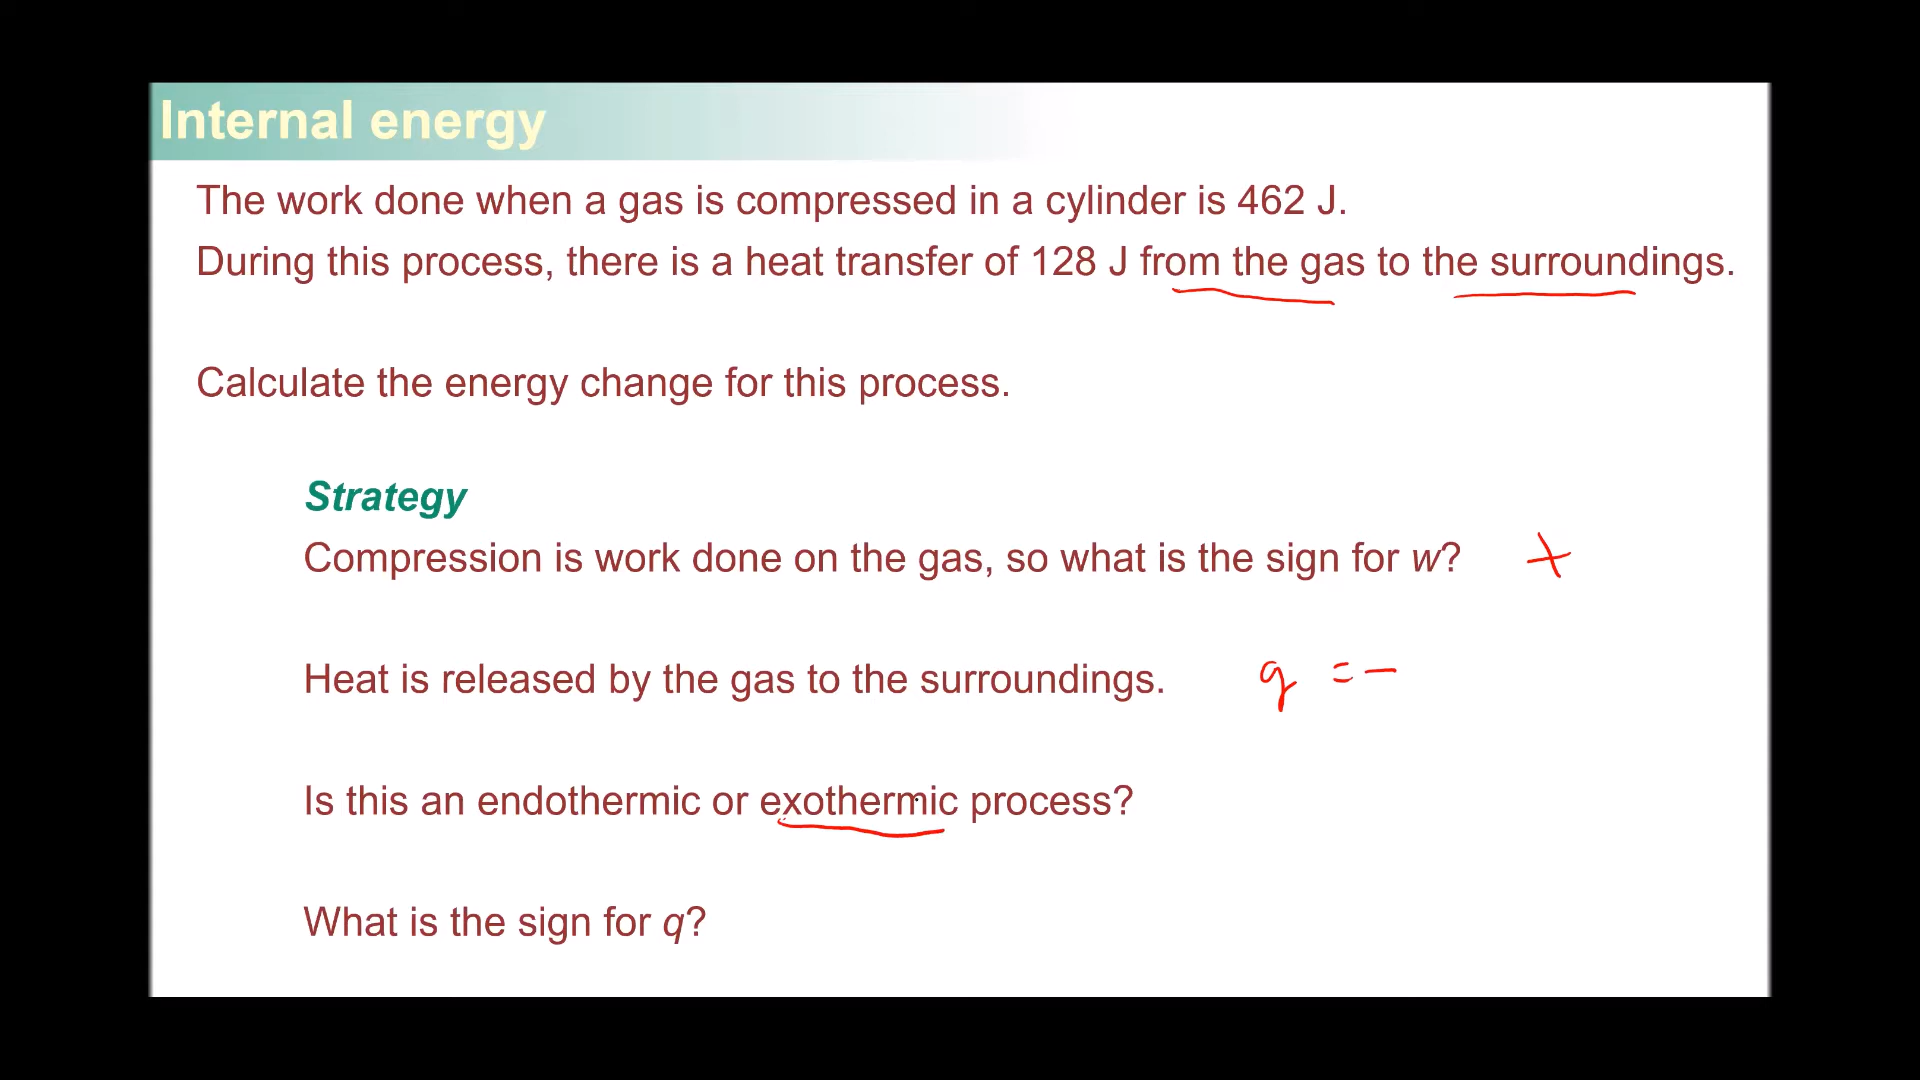 Internal energy
The work done when a gas is compressed in a cylinder is 462 J.
During this process, there is a heat transfer of 128 J from the gas to the surroundings.
Calculate the energy change for this process.
Strategy
Compression is work done on the gas, so what is the sign for w? +
Heat is released by the gas to the surroundings. q = -
Is this an endothermic or exothermic process?
What is the sign for q?